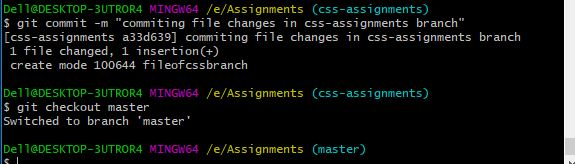 Dell@DESKTOP-3UTROR4 MINGW64 /e/Assignments (css-assignments)
$ git commit -m "commiting file changes in css-assignments branch"
[css-assignments a33d639] commiting file changes in css-assignments branch
 1 file changed, 1 insertion(+)
 create mode 100644 fileofcssbranch
Dell@DESKTOP-3UTROR4 MINGW64 /e/Assignments (css-assignments)
$ git checkout master
Switched to branch 'master'
Dell@DESKTOP-3UTROR4 MINGW64 /e/Assignments (master)
$